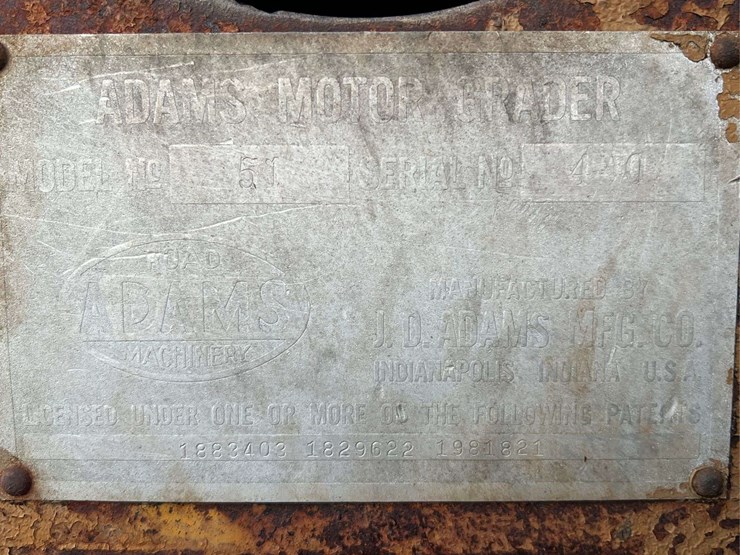 ADAMS MOTOR GRADER
MODEL Nº 51 SERIAL Nº
ROAD
ADAMS
MACHINERY
MANUFACTURED BY
J. D. ADAMS MFG. CO.
INDIANAPOLIS, INDIANA U.S.A.
LICENSED UNDER ONE OR MORE OF THE FOLLOWING PATENTS
1883403 1829622 1981821